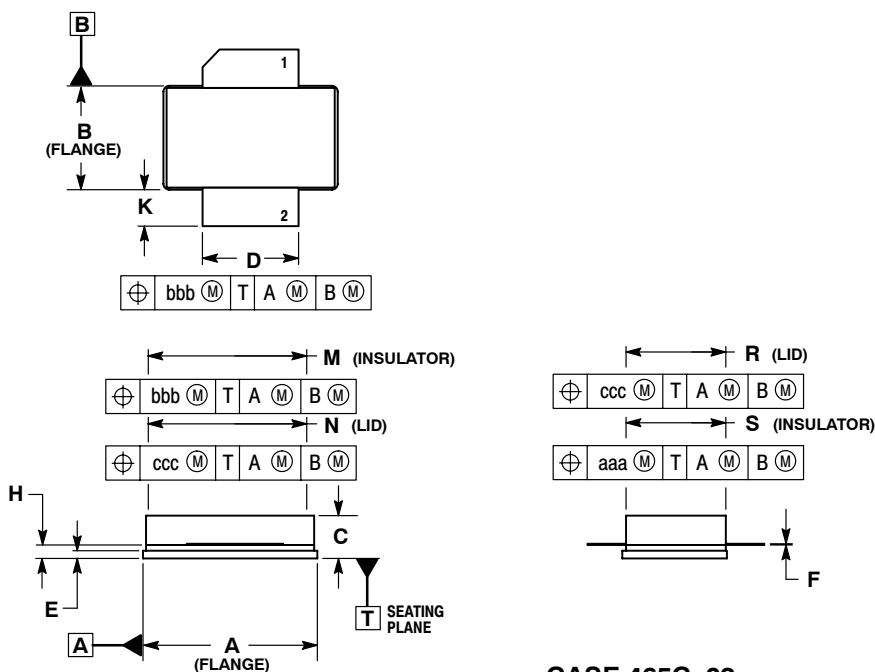 B
1
B
(FLANGE)
K
2
D
⌖ bbb Ⓜ T A Ⓜ B Ⓜ
M (INSULATOR)
R (LID)
⌖ bbb Ⓜ T A Ⓜ B Ⓜ
⌖ ccc Ⓜ T A Ⓜ B Ⓜ
N (LID)
S (INSULATOR)
⌖ ccc Ⓜ T A Ⓜ B Ⓜ
⌖ aaa Ⓜ T A Ⓜ B Ⓜ
H
C
F
E
T SEATING
PLANE
A
A
(FLANGE)